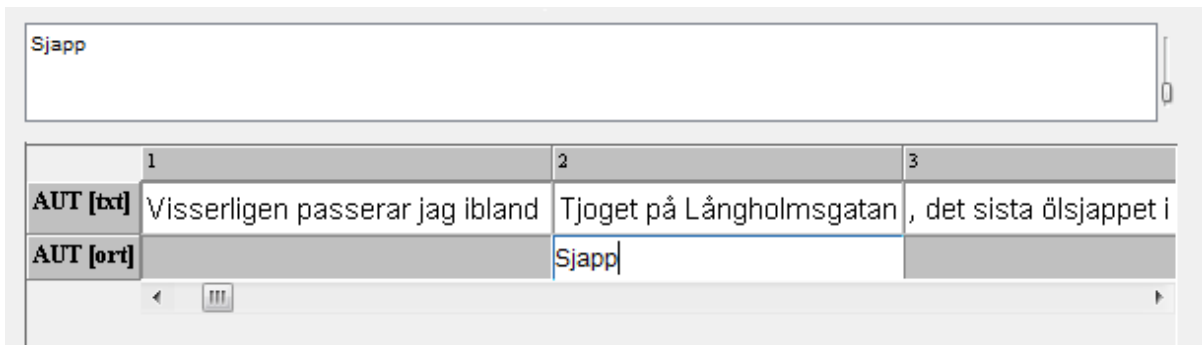 Sjapp
1 2 3
AUT [txt] Visserligen passerar jag ibland Tjoget på Långholmsgatan , det sista ölsjappet i
AUT [ort] Sjapp